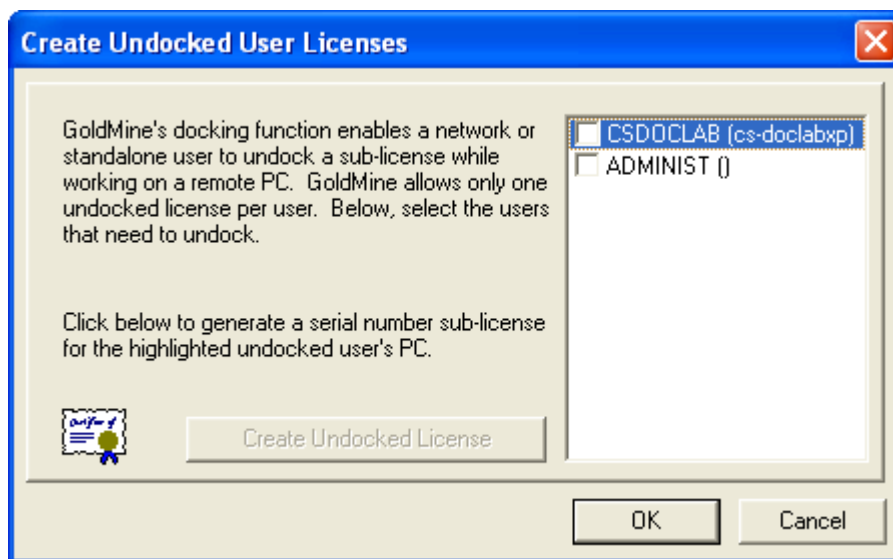 Create Undocked User Licenses
GoldMine's docking function enables a network or
standalone user to undock a sub-license while
working on a remote PC.  GoldMine allows only one
undocked license per user.  Below, select the users
that need to undock.
Click below to generate a serial number sub-license
for the highlighted undocked user's PC.
Create Undocked License
CSDOCLAB (cs-doclabxp)
ADMINIST ()
OK
Cancel